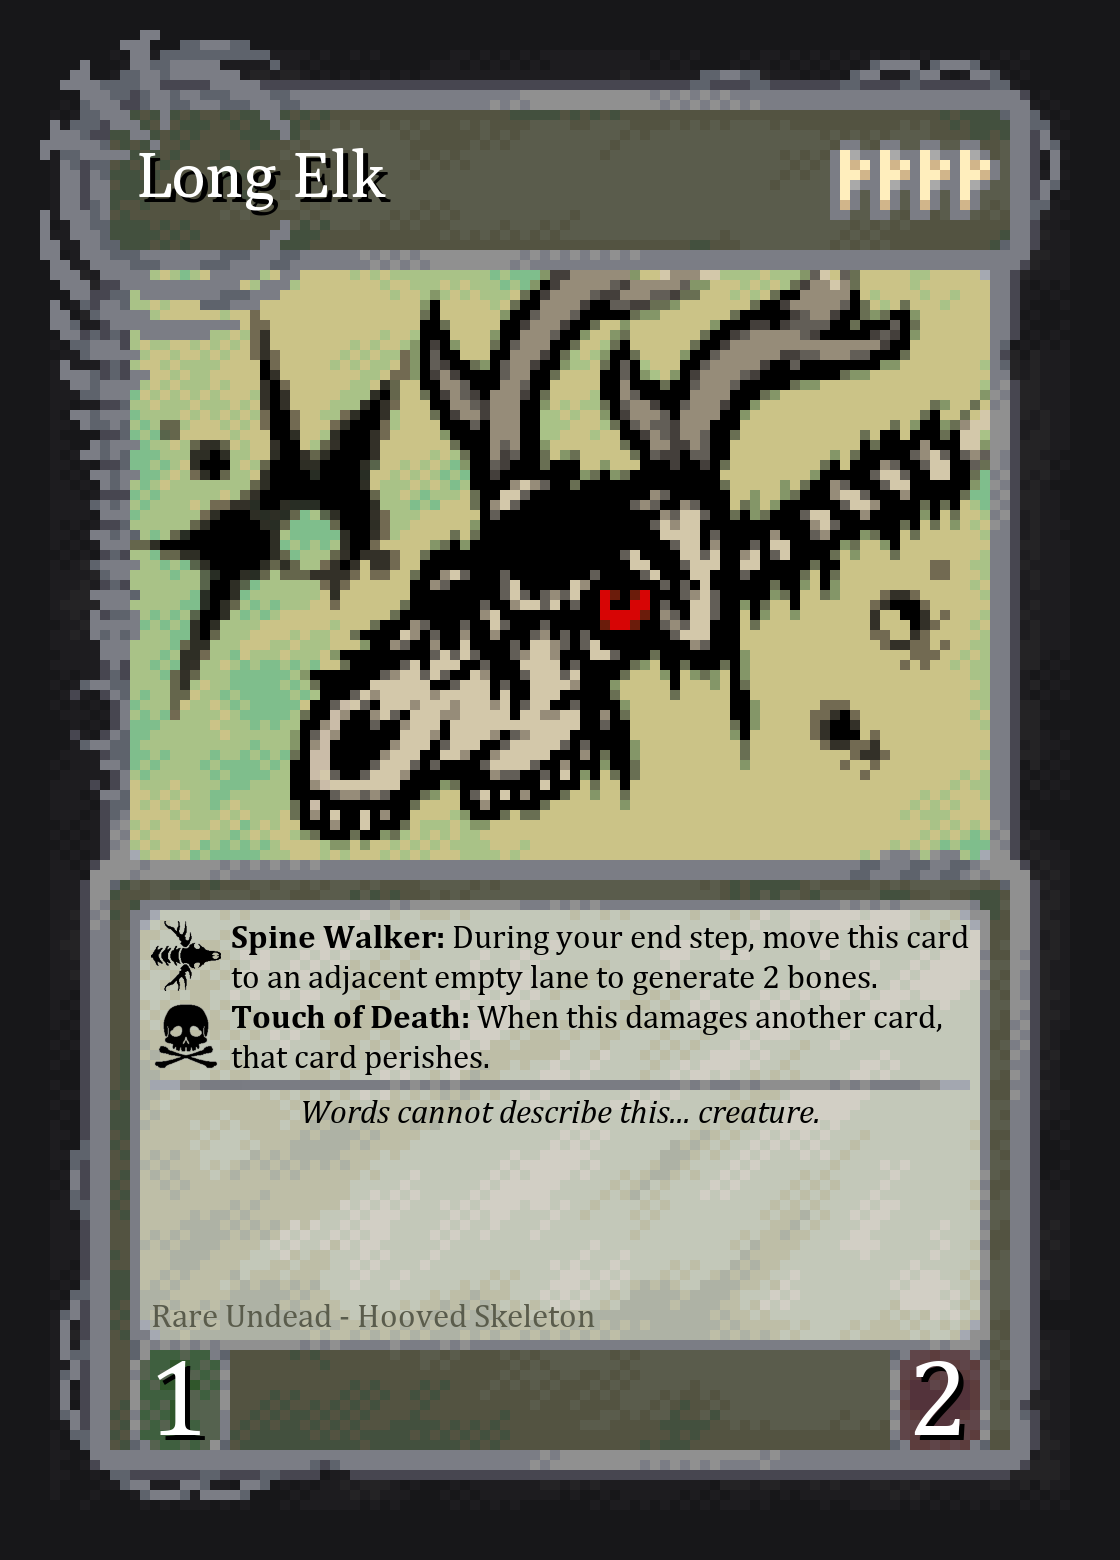 Long Elk
Spine Walker: During your end step, move this card
to an adjacent empty lane to generate 2 bones.
Touch of Death: When this damages another card,
that card perishes.
Words cannot describe this... creature.
Rare Undead - Hooved Skeleton
1
2